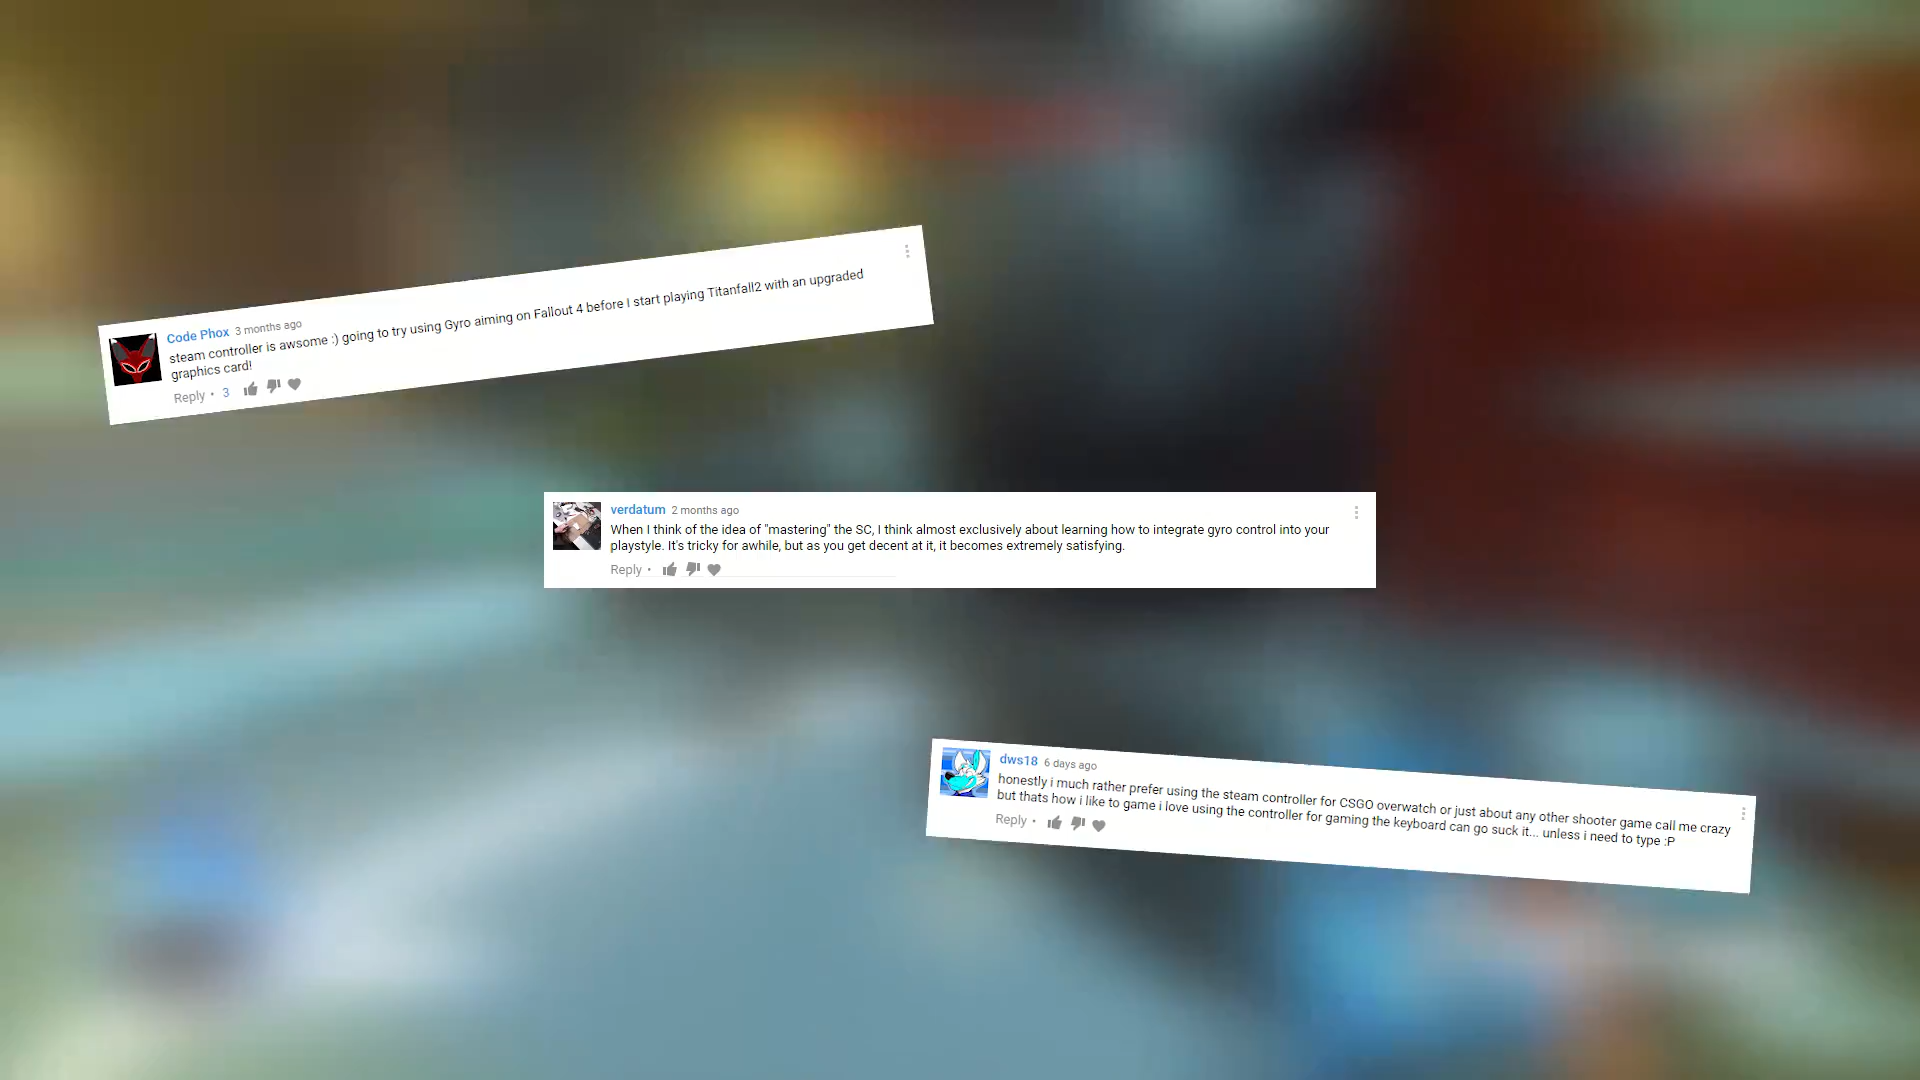 Code Phox 3 months ago
steam controller is awsome :) going to try using Gyro aiming on Fallout 4 before I start playing Titanfall2 with an upgraded
graphics card!
Reply • 3
verdatum 2 months ago
When I think of the idea of "mastering" the SC, I think almost exclusively about learning how to integrate gyro control into your
playstyle. It's tricky for awhile, but as you get decent at it, it becomes extremely satisfying.
Reply •
dws18 6 days ago
honestly i much rather prefer using the steam controller for CSGO overwatch or just about any other shooter game call me crazy
but thats how i like to game i love using the controller for gaming the keyboard can go suck it... unless i need to type :P
Reply •